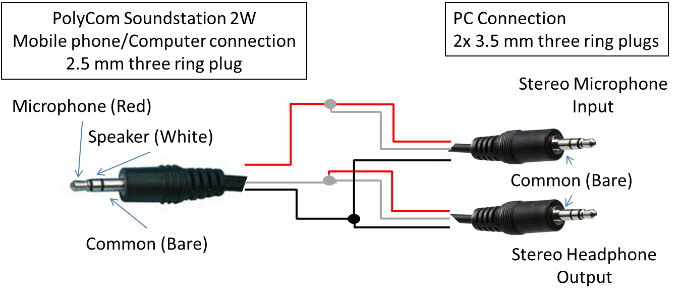 PolyCom Soundstation 2W
Mobile phone/Computer connection
2.5 mm three ring plug
PC Connection
2x 3.5 mm three ring plugs
Microphone (Red)
Speaker (White)
Common (Bare)
Stereo Microphone
Input
Common (Bare)
Stereo Headphone
Output